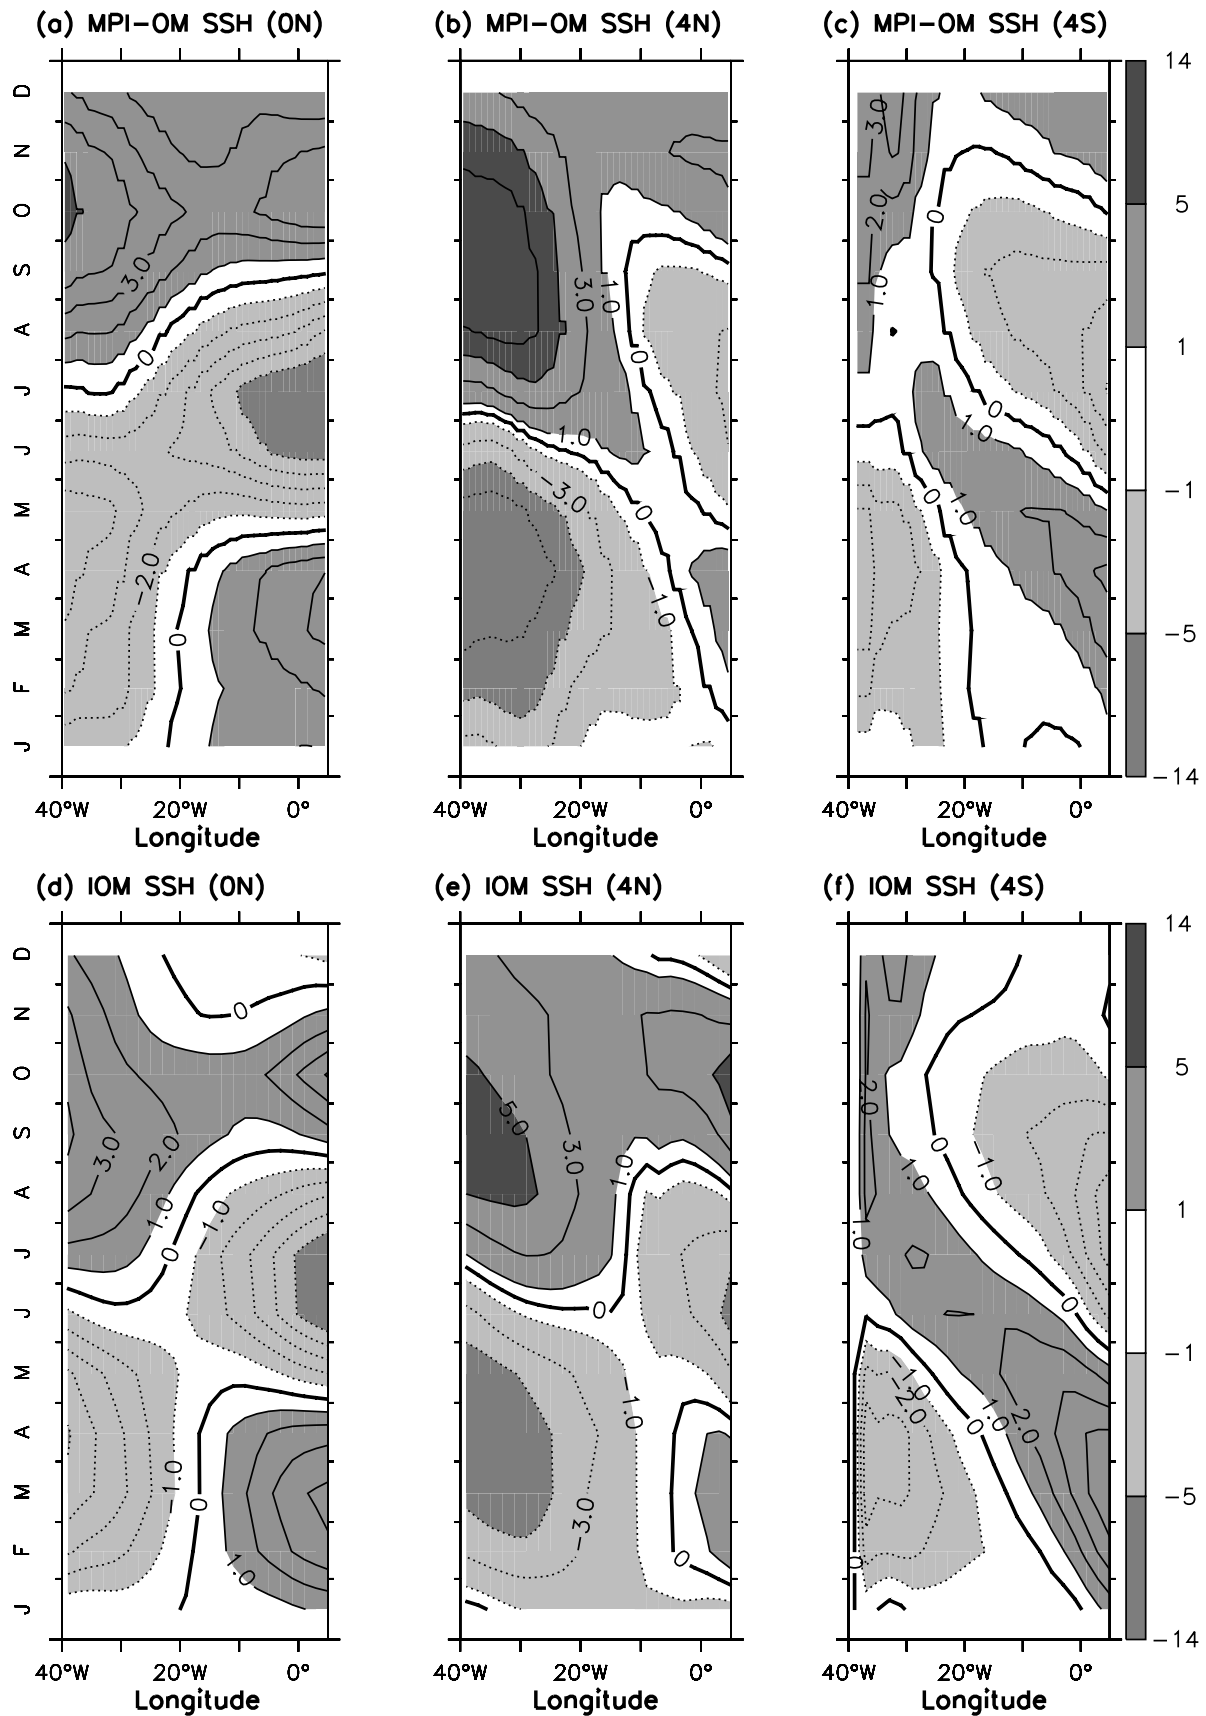 (a) MPI-OM SSH (0N)
(b) MPI-OM SSH (4N)
(c) MPI-OM SSH (4S)
D
N
O
S
A
J
J
M
A
M
F
J
3.0
0
-2.0
0
3.0
1.0
0
1.0
-3.0
0
-1.0
0
3.0
2.0
1.0
0
0
1.0
0
1.0
14
5
1
-1
-5
-14
40°W 20°W 0°
40°W 20°W 0°
40°W 20°W 0°
Longitude
Longitude
Longitude
(d) IOM SSH (0N)
(e) IOM SSH (4N)
(f) IOM SSH (4S)
D
N
O
S
A
J
J
M
A
M
F
J
0
3.0
2.0
1.0
-1.0
0
-1.0
0
1.0
5.0
3.0
1.0
0
-1.0
-3.0
0
2.0
0
1.0
-1.0
1.0
0
-1.0
-2.0
1.0
0
2.0
0
14
5
1
-1
-5
-14
40°W 20°W 0°
40°W 20°W 0°
40°W 20°W 0°
Longitude
Longitude
Longitude